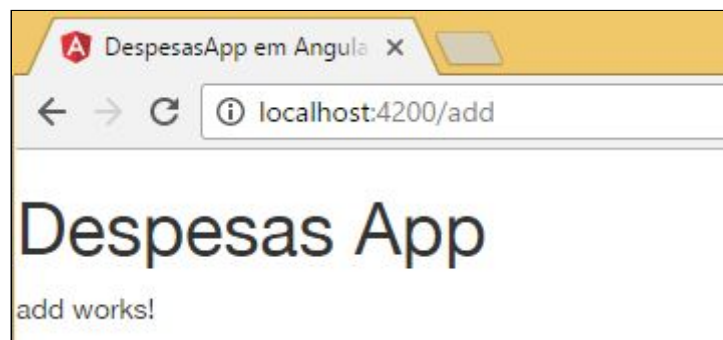 DespesasApp em Angula
localhost:4200/add
Despesas App
add works!